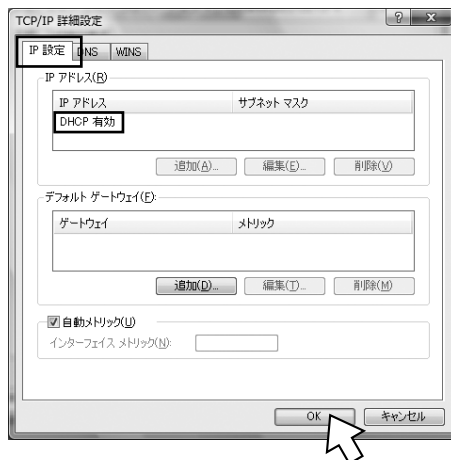 TCP/IP 詳細設定
IP 設定 DNS WINS
IP アドレス(R)
IP アドレス サブネット マスク
DHCP 有効
追加(A)... 編集(E)... 削除(V)
デフォルト ゲートウェイ(F):
ゲートウェイ メトリック
追加(D)... 編集(T)... 削除(M)
自動メトリック(U)
インターフェイス メトリック(N):
OK キャンセル